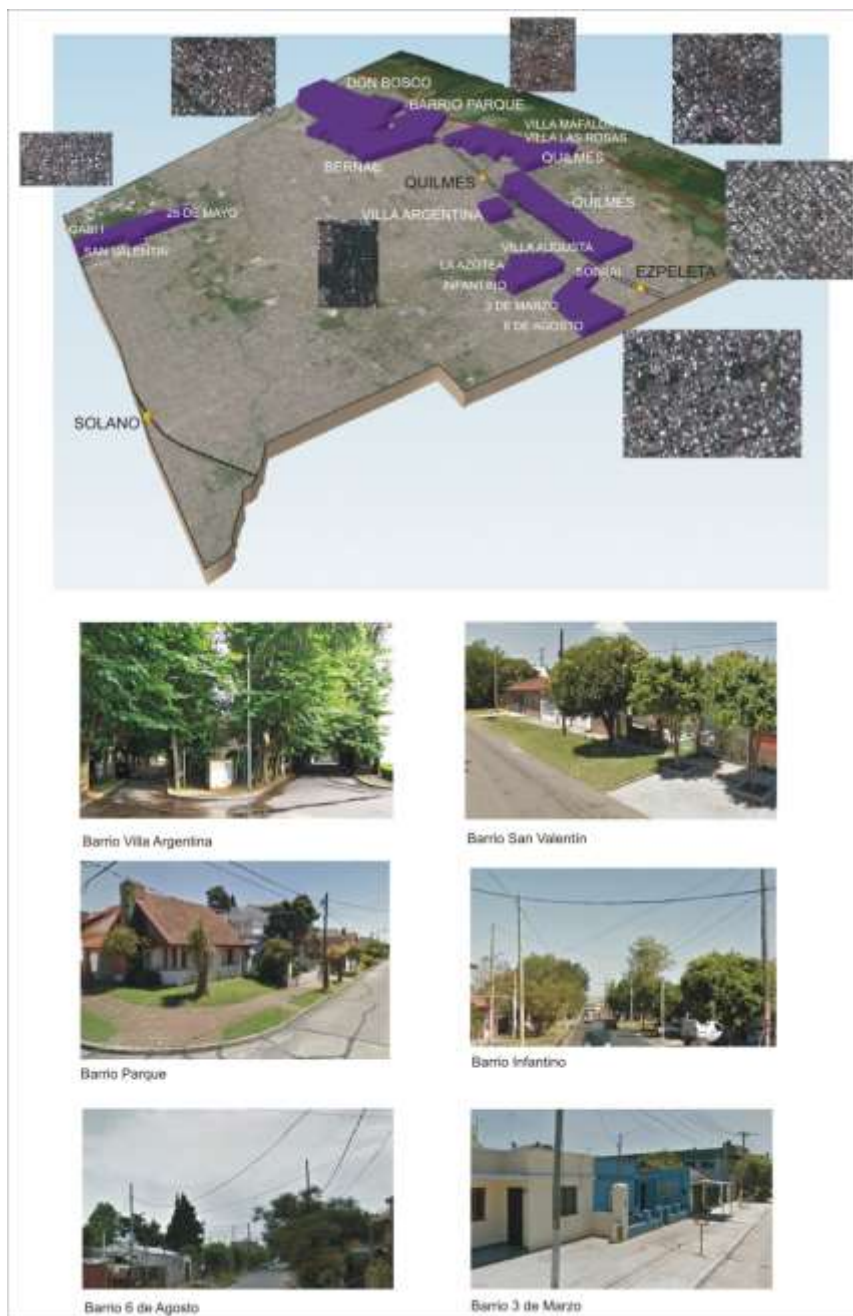 DON BOSCO
BARRIO PARQUE
VILLA MAFALDA
VILLA LAS ROSAS
BERNAL
QUILMES
QUILMES
25 DE MAYO
QUILMES
GABITI
VILLA ARGENTINA
SAN VALENTIN
VILLA AUGUSTA
LA AZOTEA
SOBRAL
EZPELETA
INFANTINO
3 DE MARZO
6 DE AGOSTO
SOLANO
Barrio Villa Argentina
Barrio San Valentín
Barrio Parque
Barrio Infantino
Barrio 6 de Agosto
Barrio 3 de Marzo